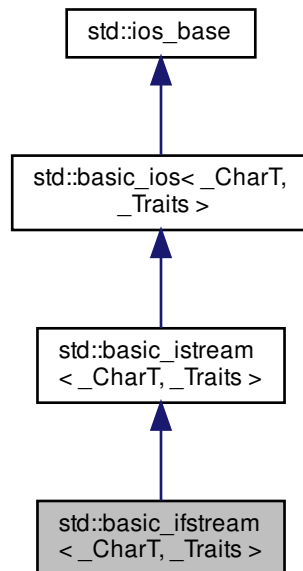 std::ios_base
std::basic_ios< _CharT,
_Traits >
std::basic_istream
< _CharT, _Traits >
std::basic_ifstream
< _CharT, _Traits >